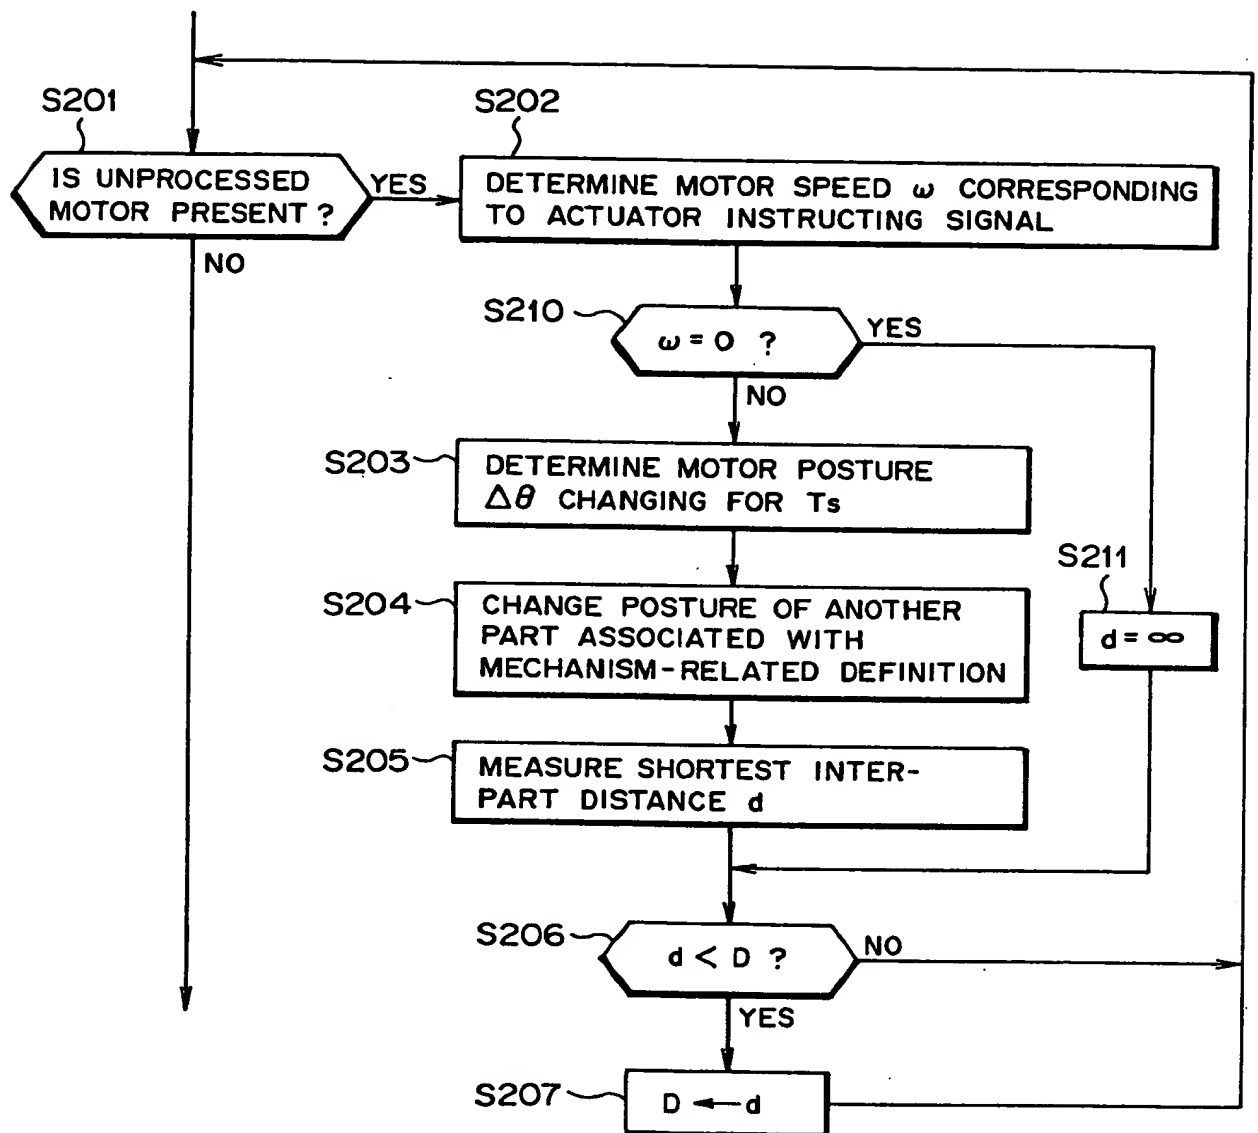 S201
IS UNPROCESSED
MOTOR PRESENT ?
YES
NO
S202
DETERMINE MOTOR SPEED ω CORRESPONDING
TO ACTUATOR INSTRUCTING SIGNAL
S210
ω = 0 ?
YES
NO
S203
DETERMINE MOTOR POSTURE
Δθ CHANGING FOR Ts
S211
d = ∞
S204
CHANGE POSTURE OF ANOTHER
PART ASSOCIATED WITH
MECHANISM-RELATED DEFINITION
S205
MEASURE SHORTEST INTER-
PART DISTANCE d
S206
d < D ?
NO
YES
S207
D ← d